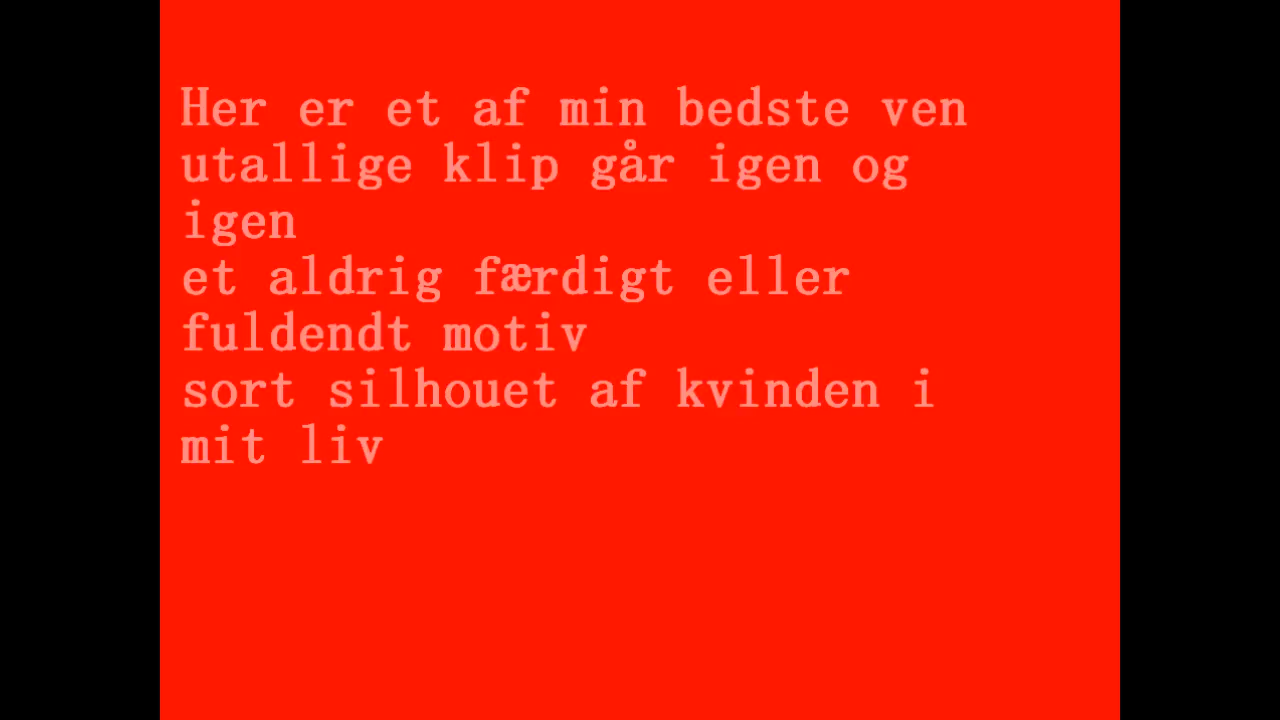 Her er et af min bedste ven
utallige klip går igen og
igen
et aldrig færdigt eller
fuldendt motiv
sort silhouet af kvinden i
mit liv